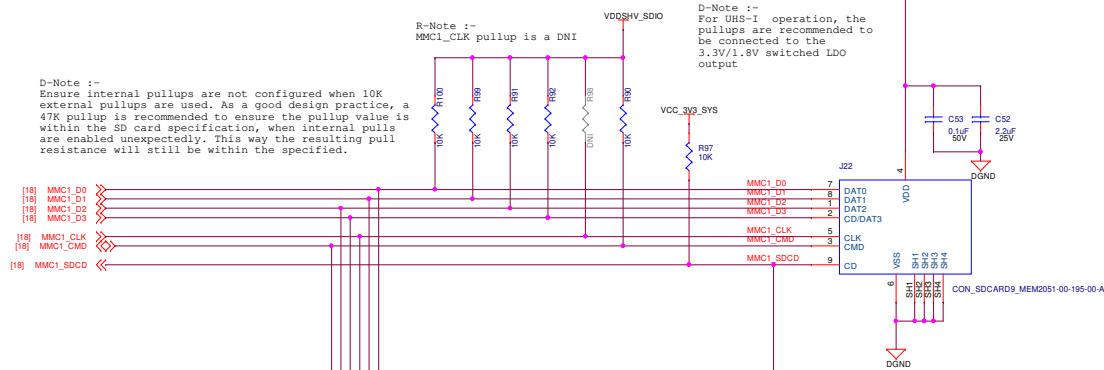 D-Note :-
For UHS-I operation, the
pullups are recommended to
be connected to the
3.3V/1.8V switched LDO
output
VDDSHV_SDIO
R-Note :-
MMC1_CLK pullup is a DNI
D-Note :-
Ensure internal pullups are not configured when 10K
external pullups are used. As a good design practice, a
47K pullup is recommended to ensure the pullup value is
within the SD card specification, when internal pulls
are enabled unexpectedly. This way the resulting pull
resistance will still be within the specified.
R100
10K
R99
10K
R91
10K
R92
10K
R98
DNI
R90
10K
VCC_3V3_SYS
R97
10K
C53
0.1uF
50V
C52
2.2uF
25V
DGND
J22
[18] MMC1_D0
[18] MMC1_D1
[18] MMC1_D2
[18] MMC1_D3
[18] MMC1_CLK
[18] MMC1_CMD
[18] MMC1_SDCD
MMC1_D0
MMC1_D1
MMC1_D2
MMC1_D3
MMC1_CLK
MMC1_CMD
MMC1_SDCD
7 DAT0
8 DAT1
1 DAT2
2 CD/DAT3
5 CLK
3 CMD
9 CD
4
VDD
VSS
SH1
SH2
SH3
SH4
6
SH1
SH2
SH3
SH4
CON_SDCARD9_MEM2051-00-195-00-A
DGND